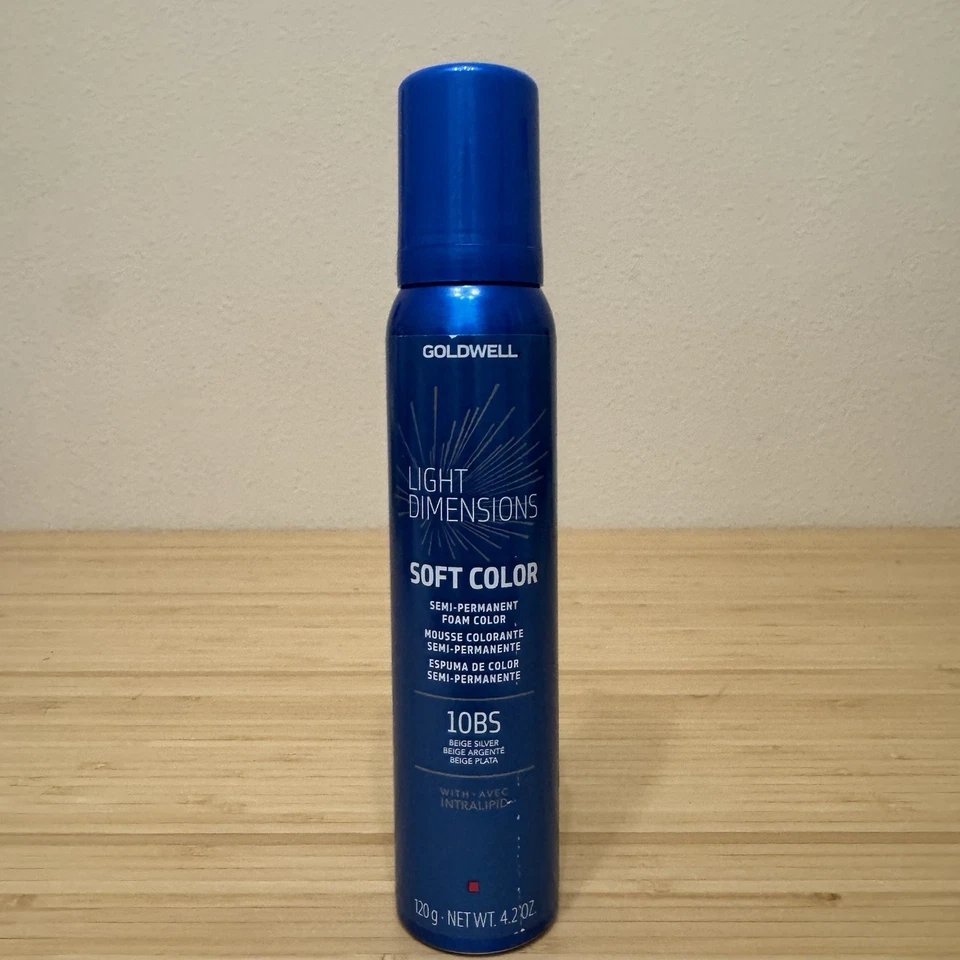 GOLDWELL
LIGHT
DIMENSIONS
SOFT COLOR
SEMI-PERMANENT
FOAM COLOR
MOUSSE COLORANTE
SEMI-PERMANENTE
ESPUMA DE COLOR
SEMI-PERMANENTE
10BS
BEIGE SILVER
BEIGE ARGENTÉ
BEIGE PLATA
WITH · AVEC
INTRALIPID
120 g · NET WT. 4.2 OZ.